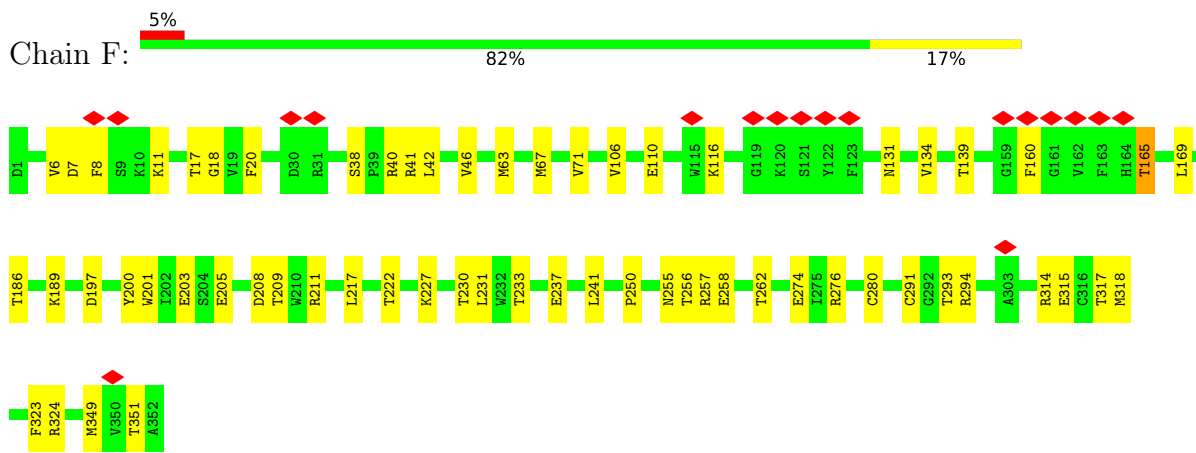 5%
Chain F:
82% 17%
D1 V6 D7 F8 S9 K10 K11 T17 G18 V19 F20 D30 R31 S38 P39 R40 R41 L42 V46 M63 M67 V71 V106 E110 W115 K116 G119 K120 S121 Y122 F123 N131 V134 T139 G159 F160 G161 V162 F163 H164 T165 L169
T186 K189 D197 Y200 W201 I202 E203 S204 E205 D208 T209 W210 R211 L217 T222 K227 T230 L231 W232 T233 E237 L241 P250 N255 T256 R257 E258 T262 E274 I275 R276 C280 C291 G292 T293 R294 A303 R314 E315 C316 T317 M318
F323 R324 M349 V350 T351 A352